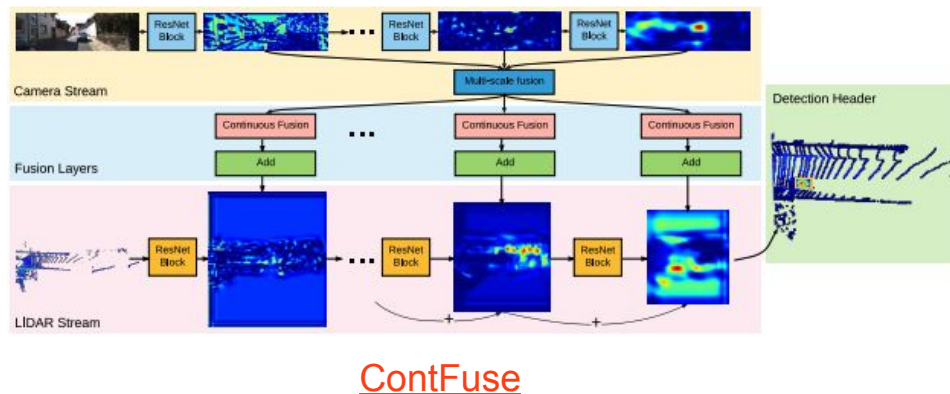 ResNet
Block
...
ResNet
Block
ResNet
Block
Camera Stream
Multi-scale fusion
Detection Header
Continuous Fusion
...
Continuous Fusion
Continuous Fusion
Add
Add
Add
Fusion Layers
ResNet
Block
...
ResNet
Block
ResNet
Block
+
+
LIDAR Stream
ContFuse